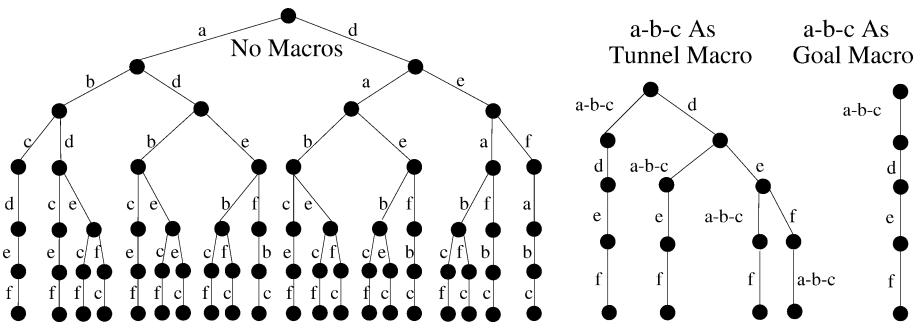 a d
No Macros
b d a e
c d b e b e a f
d c e c e b f c e b f b f a
e e c f e c e c f b e c f c e b c f b b
f f f c f f c f c c f f c f c c f c c c
a-b-c As
Tunnel Macro
a-b-c d
d a-b-c e
e e a-b-c f
f f f a-b-c
a-b-c As
Goal Macro
a-b-c
d
e
f